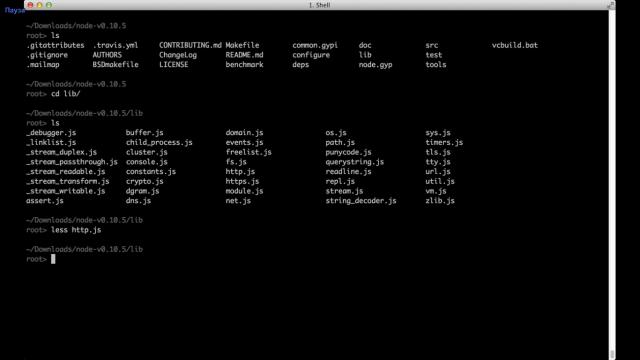 1. Shell
Пауза
~/Downloads/node-v0.10.5
root> ls
.gitattributes .travis.yml CONTRIBUTING.md Makefile common.gypi doc src vcbuild.bat
.gitignore AUTHORS ChangeLog README.md configure lib test
.mailmap BSDmakefile LICENSE benchmark deps node.gyp tools
~/Downloads/node-v0.10.5
root> cd lib/
~/Downloads/node-v0.10.5/lib
root> ls
_debugger.js buffer.js domain.js os.js sys.js
_linklist.js child_process.js events.js path.js timers.js
_stream_duplex.js cluster.js freelist.js punycode.js tls.js
_stream_passthrough.js console.js fs.js querystring.js tty.js
_stream_readable.js constants.js http.js readline.js url.js
_stream_transform.js crypto.js https.js repl.js util.js
_stream_writable.js dgram.js module.js stream.js vm.js
assert.js dns.js net.js string_decoder.js zlib.js
~/Downloads/node-v0.10.5/lib
root> less http.js
~/Downloads/node-v0.10.5/lib
root>